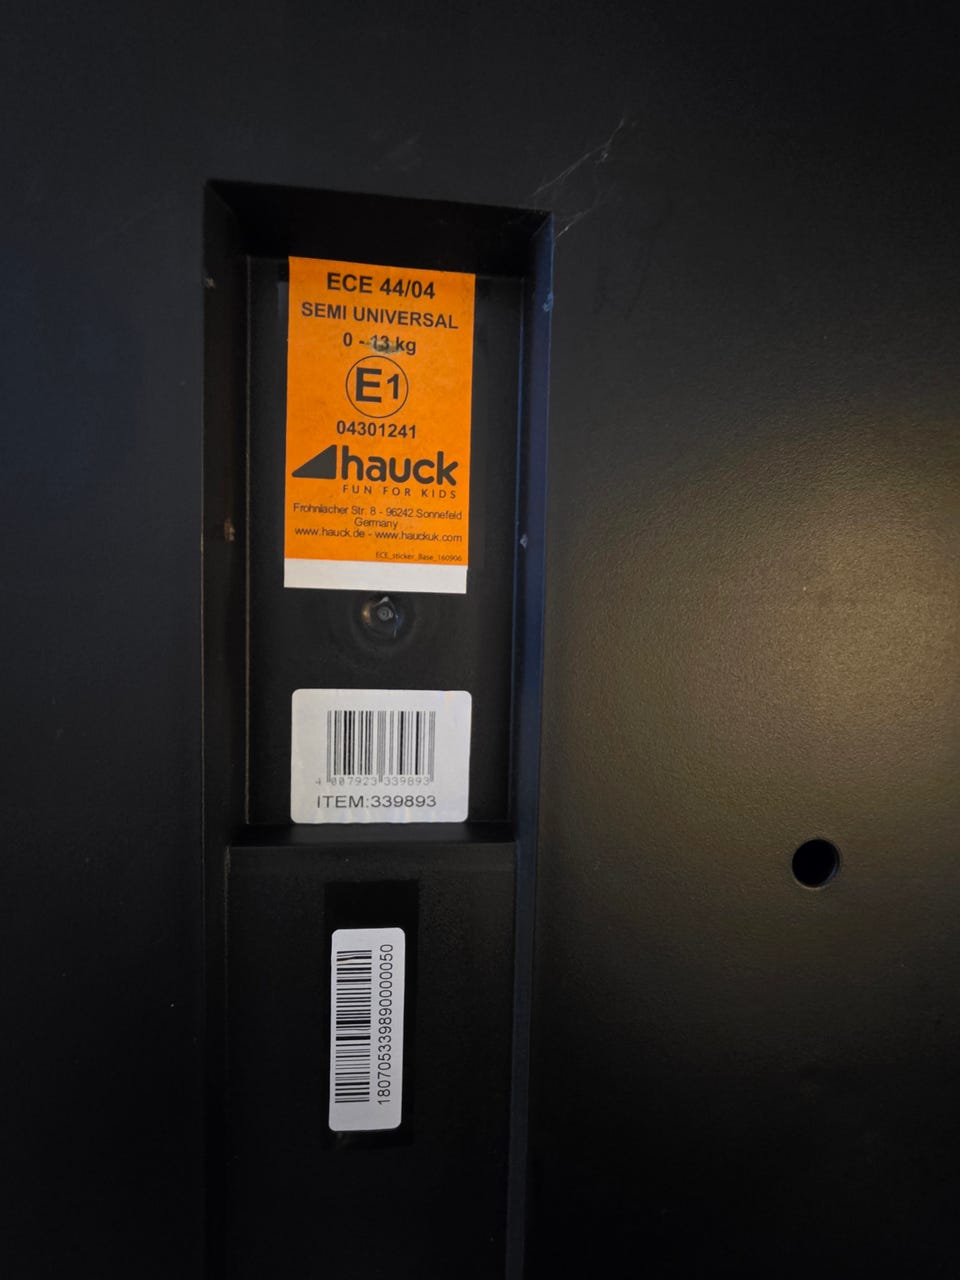 ECE 44/04
SEMI UNIVERSAL
0 - 13 kg
E1
04301241
hauck
FUN FOR KIDS
Frohnlacher Str. 8 - 96242 Sonnefeld
Germany
www.hauck.de - www.hauckuk.com
ECE_sticker_Base_160906
4 007923 339893
ITEM:339893
180705339890000050